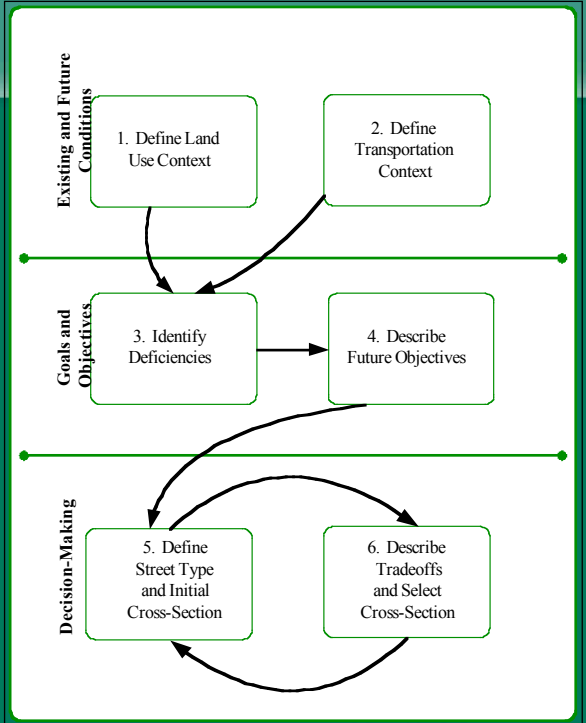 Existing and Future
Conditions
1. Define Land
Use Context
2. Define
Transportation
Context
Goals and
Objectives
3. Identify
Deficiencies
4. Describe
Future Objectives
Decision-Making
5. Define
Street Type
and Initial
Cross-Section
6. Describe
Tradeoffs
and Select
Cross-Section